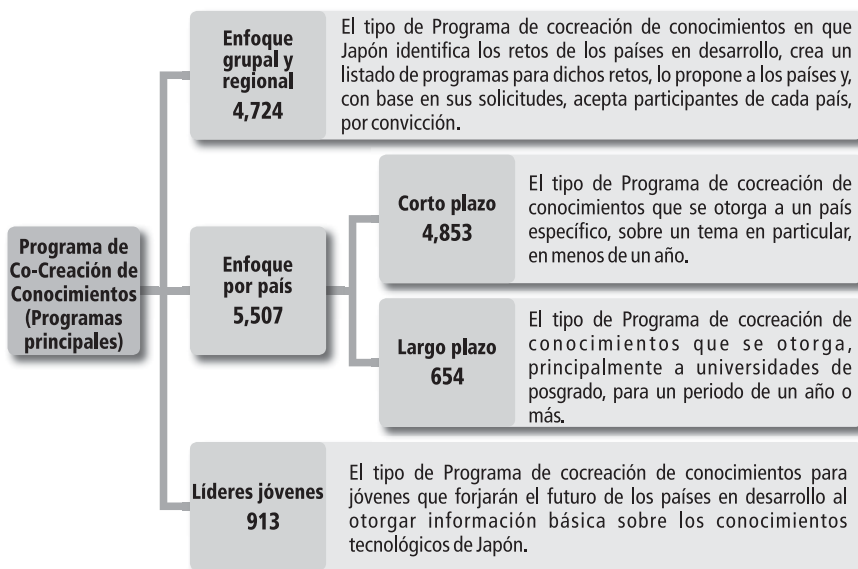 Enfoque
grupal y
regional
4,724
El tipo de Programa de cocreación de conocimientos en que
Japón identifica los retos de los países en desarrollo, crea un
listado de programas para dichos retos, lo propone a los países y,
con base en sus solicitudes, acepta participantes de cada país,
por convicción.
Programa de
Co-Creación de
Conocimientos
(Programas
principales)
Enfoque
por país
5,507
Corto plazo
4,853
El tipo de Programa de cocreación de
conocimientos que se otorga a un país
específico, sobre un tema en particular,
en menos de un año.
Largo plazo
654
El tipo de Programa de cocreación de
conocimientos que se otorga,
principalmente a universidades de
posgrado, para un periodo de un año o
más.
Líderes jóvenes
913
El tipo de Programa de cocreación de conocimientos para
jóvenes que forjarán el futuro de los países en desarrollo al
otorgar información básica sobre los conocimientos
tecnológicos de Japón.